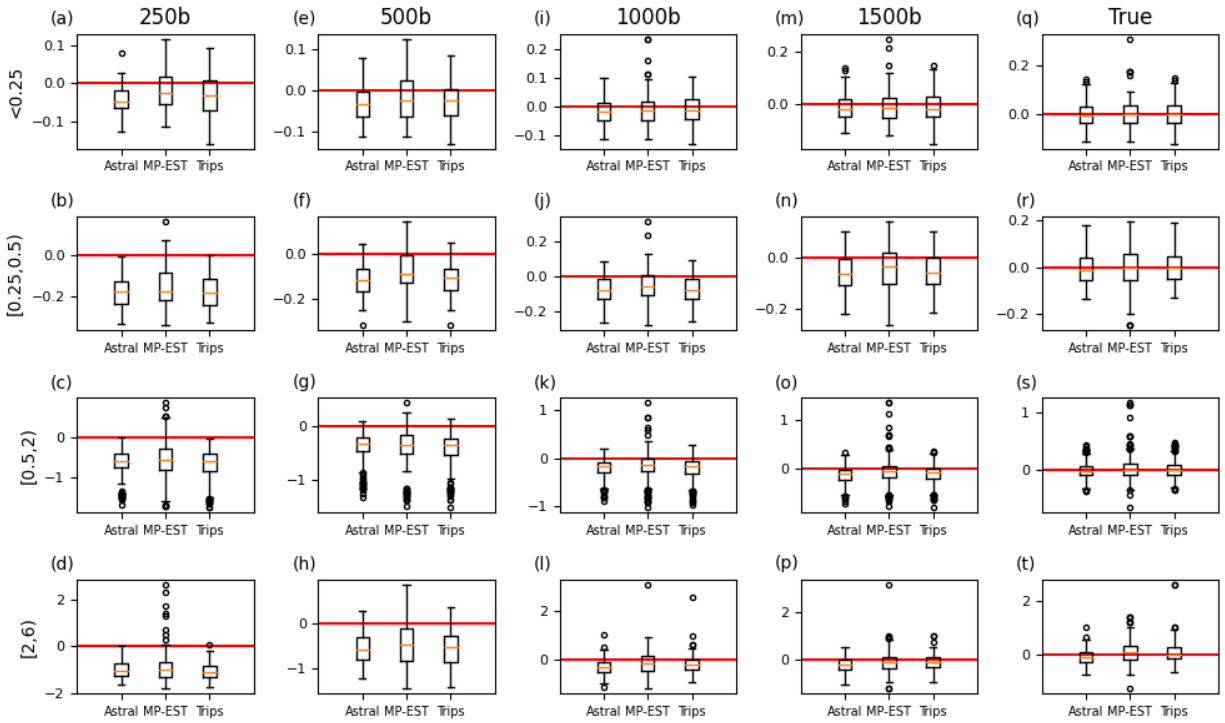 (a) 250b (e) 500b (i) 1000b (m) 1500b (q) True
<0.25
0.1
0.0
−0.1
Astral MP-EST Trips
0.1
0.0
−0.1
Astral MP-EST Trips
0.2
0.1
0.0
−0.1
Astral MP-EST Trips
0.2
0.0
Astral MP-EST Trips
0.2
0.0
Astral MP-EST Trips
(b) (f) (j) (n) (r)
[0.25,0.5)
0.0
−0.2
Astral MP-EST Trips
0.0
−0.2
Astral MP-EST Trips
0.2
0.0
−0.2
Astral MP-EST Trips
0.0
−0.2
Astral MP-EST Trips
0.2
0.0
−0.2
Astral MP-EST Trips
(c) (g) (k) (o) (s)
[0.5,2)
0
−1
Astral MP-EST Trips
0
−1
Astral MP-EST Trips
1
0
−1
Astral MP-EST Trips
1
0
Astral MP-EST Trips
1
0
Astral MP-EST Trips
(d) (h) (l) (p) (t)
[2,6)
2
0
−2
Astral MP-EST Trips
0
−1
Astral MP-EST Trips
2
0
Astral MP-EST Trips
2
0
Astral MP-EST Trips
2
0
Astral MP-EST Trips